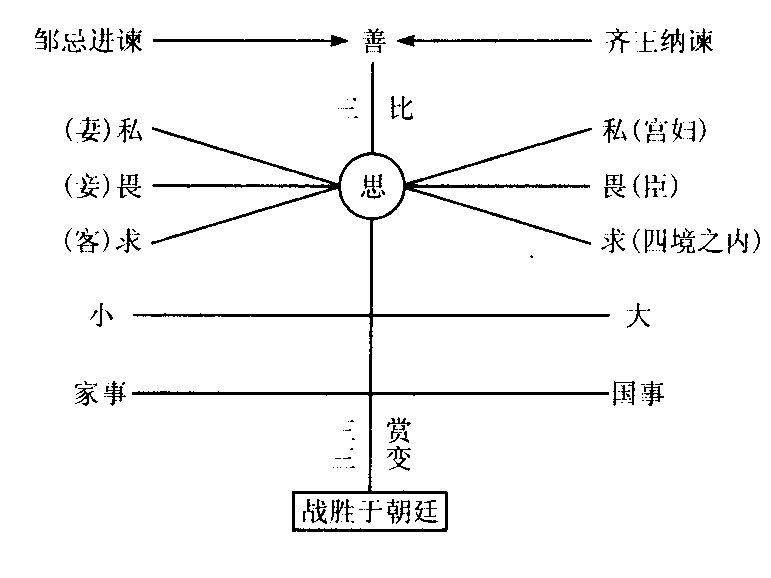 邹忌进谏 善 齐王纳谏
三 比
(妻)私 私(宫妇)
(妾)畏 思 畏(臣)
(客)求 求(四境之内)
小 大
家事 国事
三 赏
三 变
战胜于朝廷